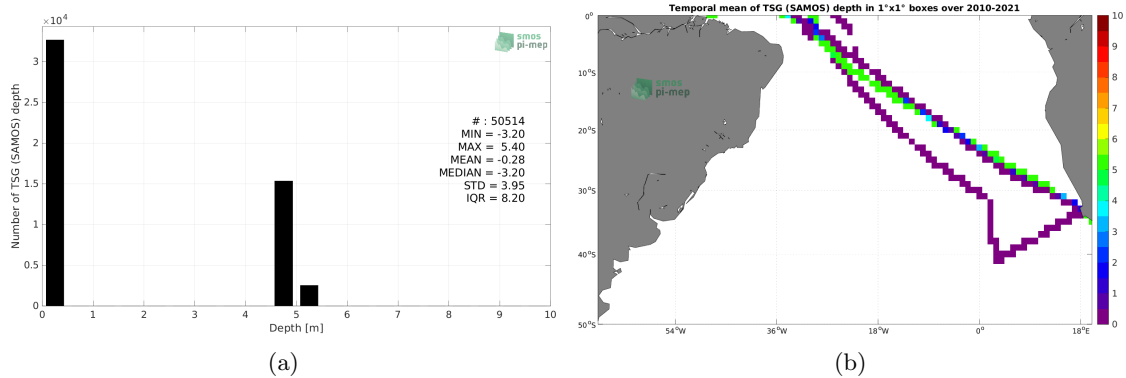 ×10⁴
smos
pi-mep
3
2.5
2
1.5
1
0.5
0
Number of TSG (SAMOS) depth
# : 50514
MIN = -3.20
MAX = 5.40
MEAN = -0.28
MEDIAN = -3.20
STD = 3.95
IQR = 8.20
0 1 2 3 4 5 6 7 8 9 10
Depth [m]
(a)
Temporal mean of TSG (SAMOS) depth in 1°x1° boxes over 2010-2021
0°
10°S
20°S
30°S
40°S
50°S
smos
pi-mep
54°W 36°W 18°W 0° 18°E
10
9
8
7
6
5
4
3
2
1
0
(b)